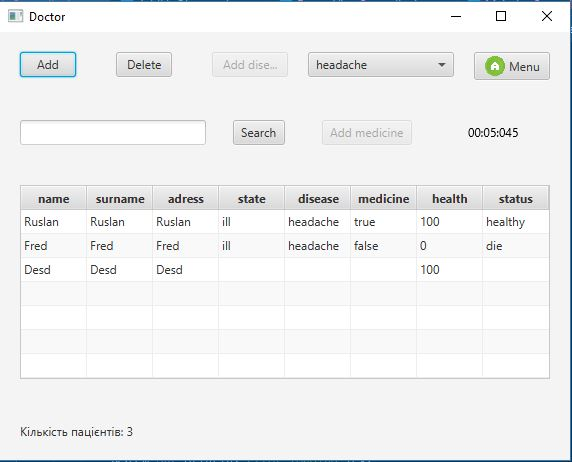 Doctor
Add Delete Add dise... headache Menu
Search Add medicine 00:05:045
name surname adress state disease medicine health status
Ruslan Ruslan Ruslan ill headache true 100 healthy
Fred Fred Fred ill headache false 0 die
Desd Desd Desd 100
Кількість пацієнтів: 3